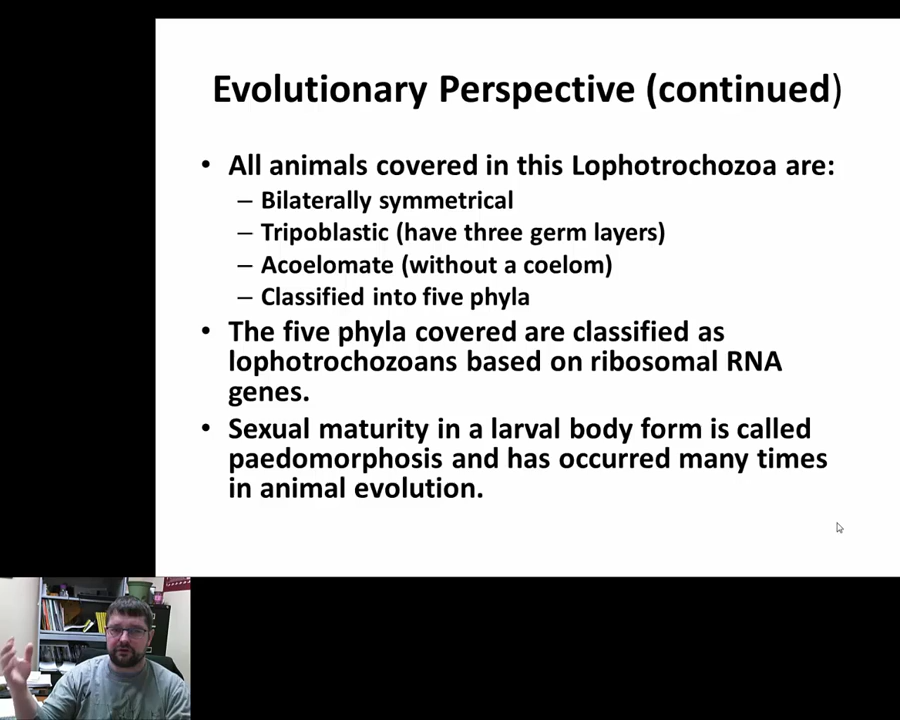 Evolutionary Perspective (continued)
• All animals covered in this Lophotrochozoa are:
– Bilaterally symmetrical
– Tripoblastic (have three germ layers)
– Acoelomate (without a coelom)
– Classified into five phyla
• The five phyla covered are classified as
lophotrochozoans based on ribosomal RNA
genes.
• Sexual maturity in a larval body form is called
paedomorphosis and has occurred many times
in animal evolution.